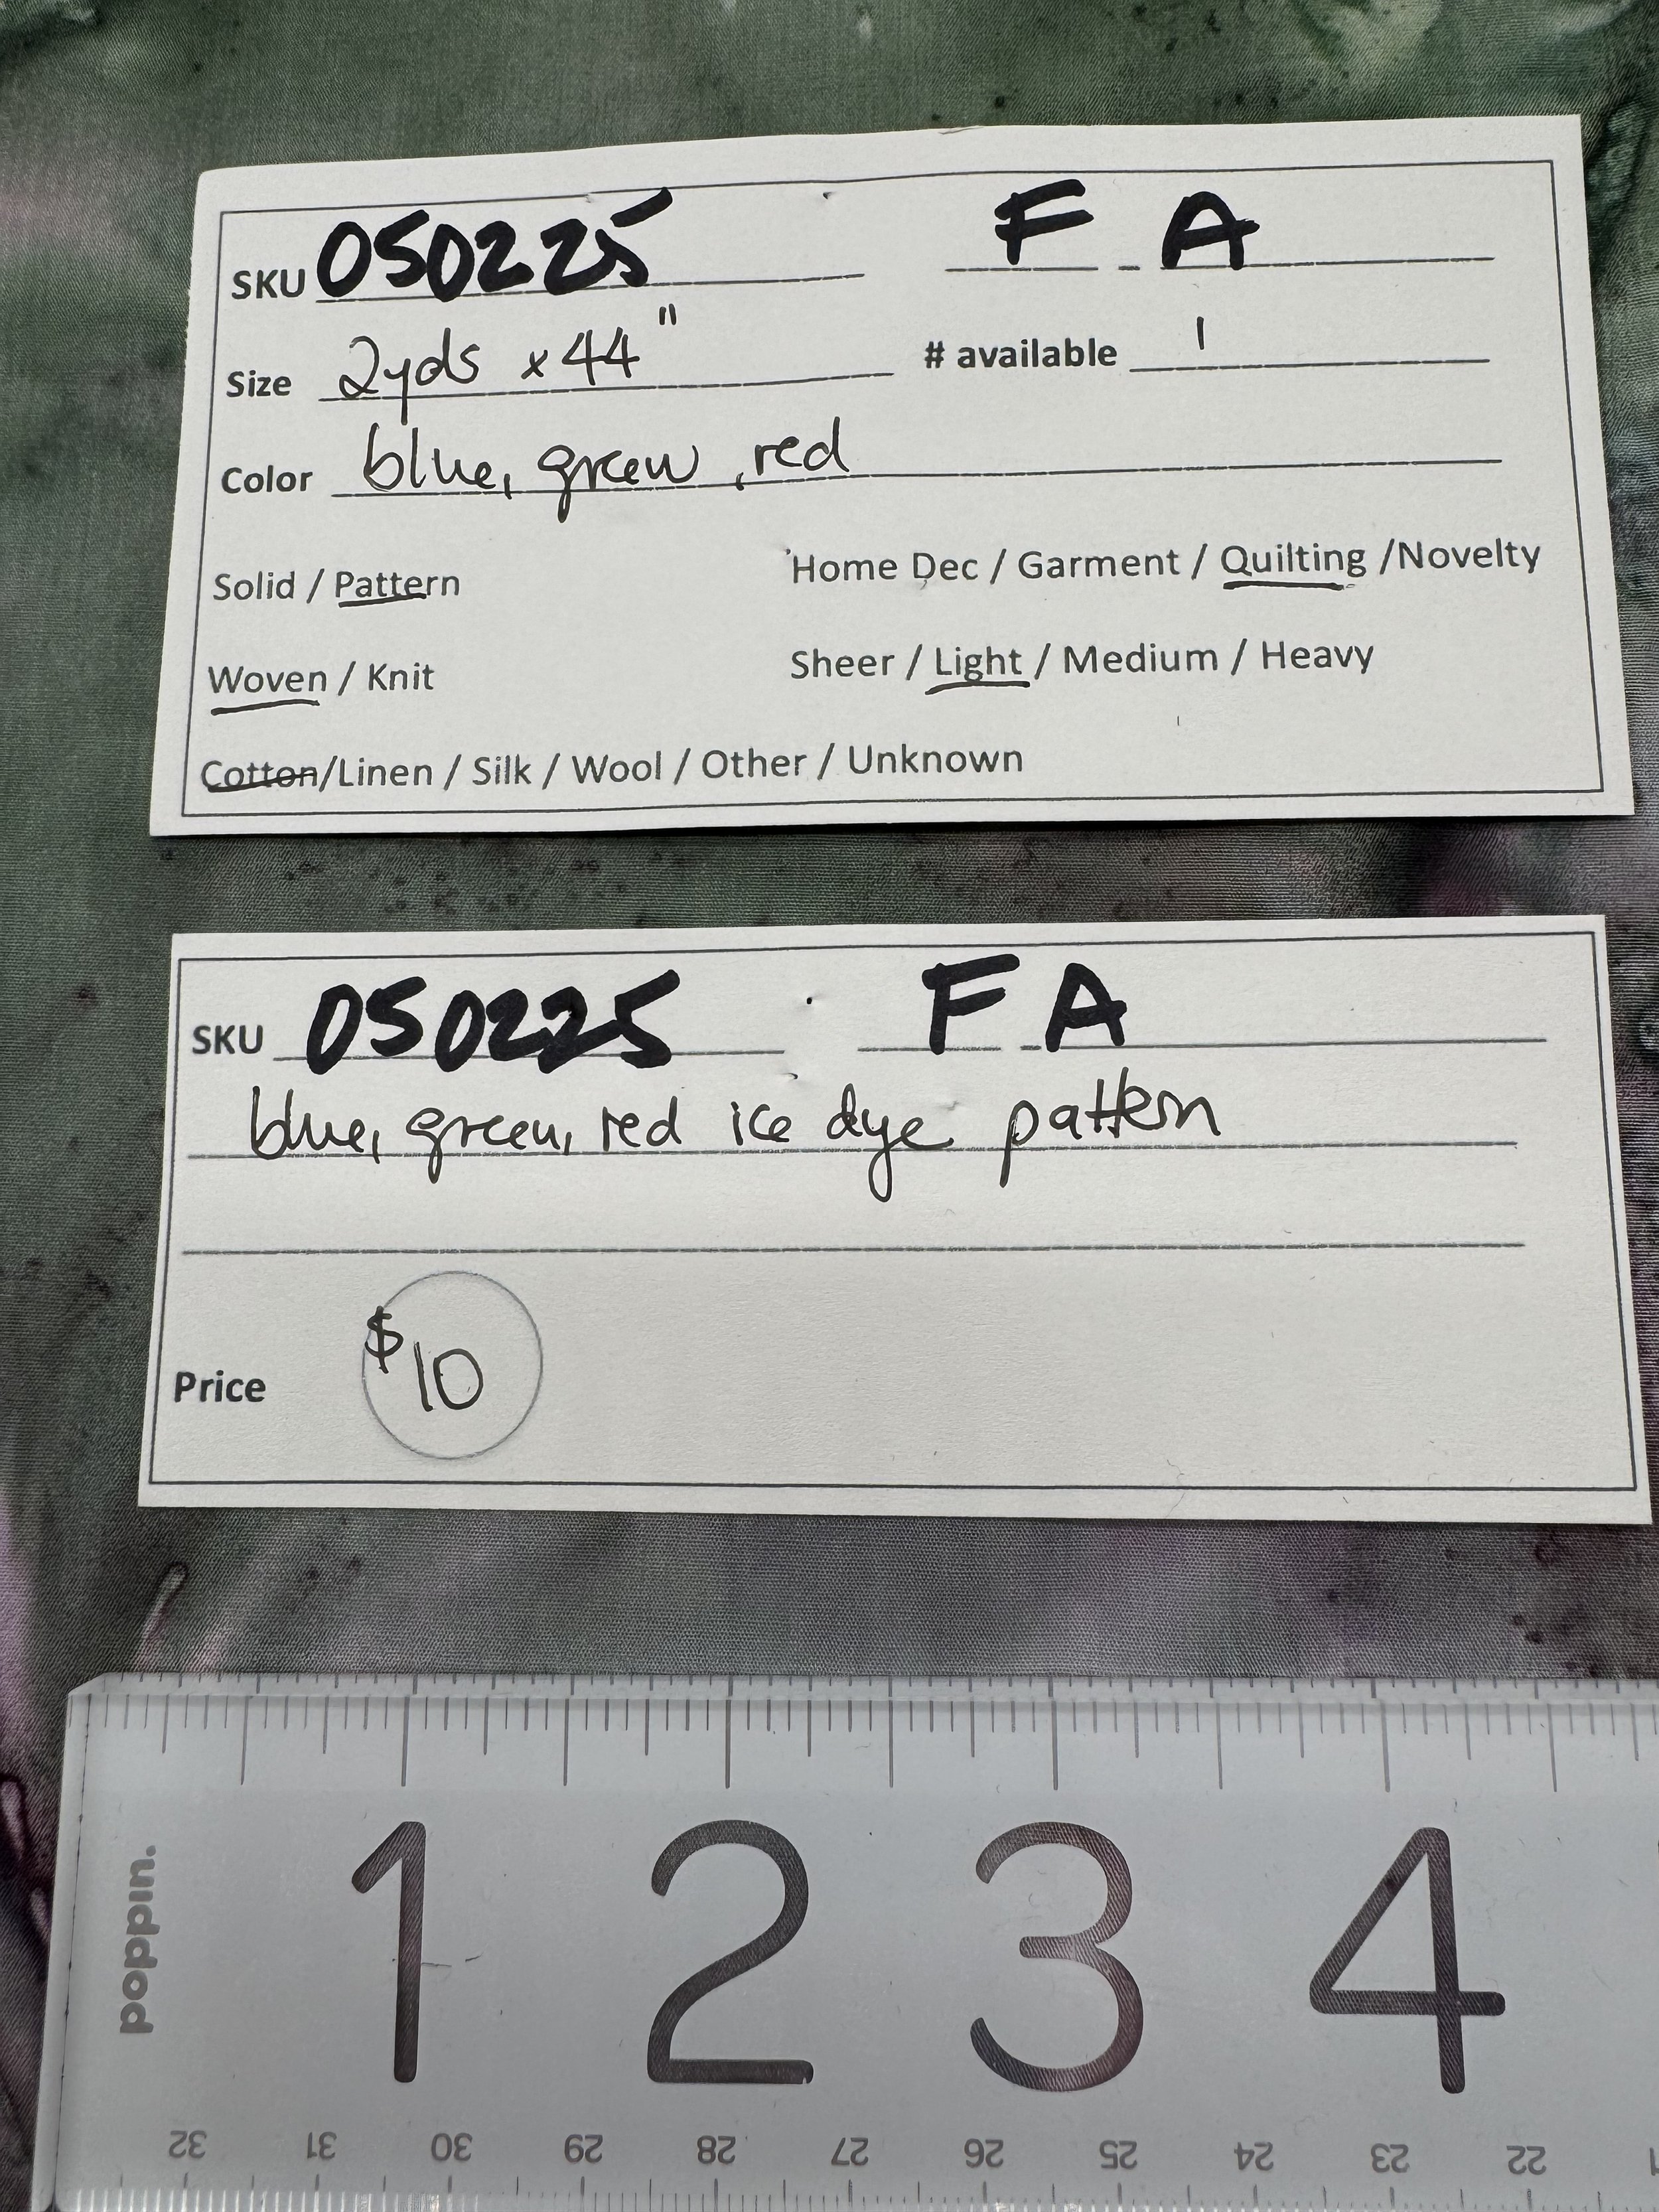 SKU 050225 F - A
Size 2yds x 44" # available 1
Color blue, green, red
Solid / Pattern Home Dec / Garment / Quilting /Novelty
Woven / Knit Sheer / Light / Medium / Heavy
Cotton/Linen / Silk / Wool / Other / Unknown
SKU 050225 F - A
blue, green, red ice dye pattern
Price $10
poppin.
1 2 3 4
32 31 30 29 28 27 26 25 24 23 22